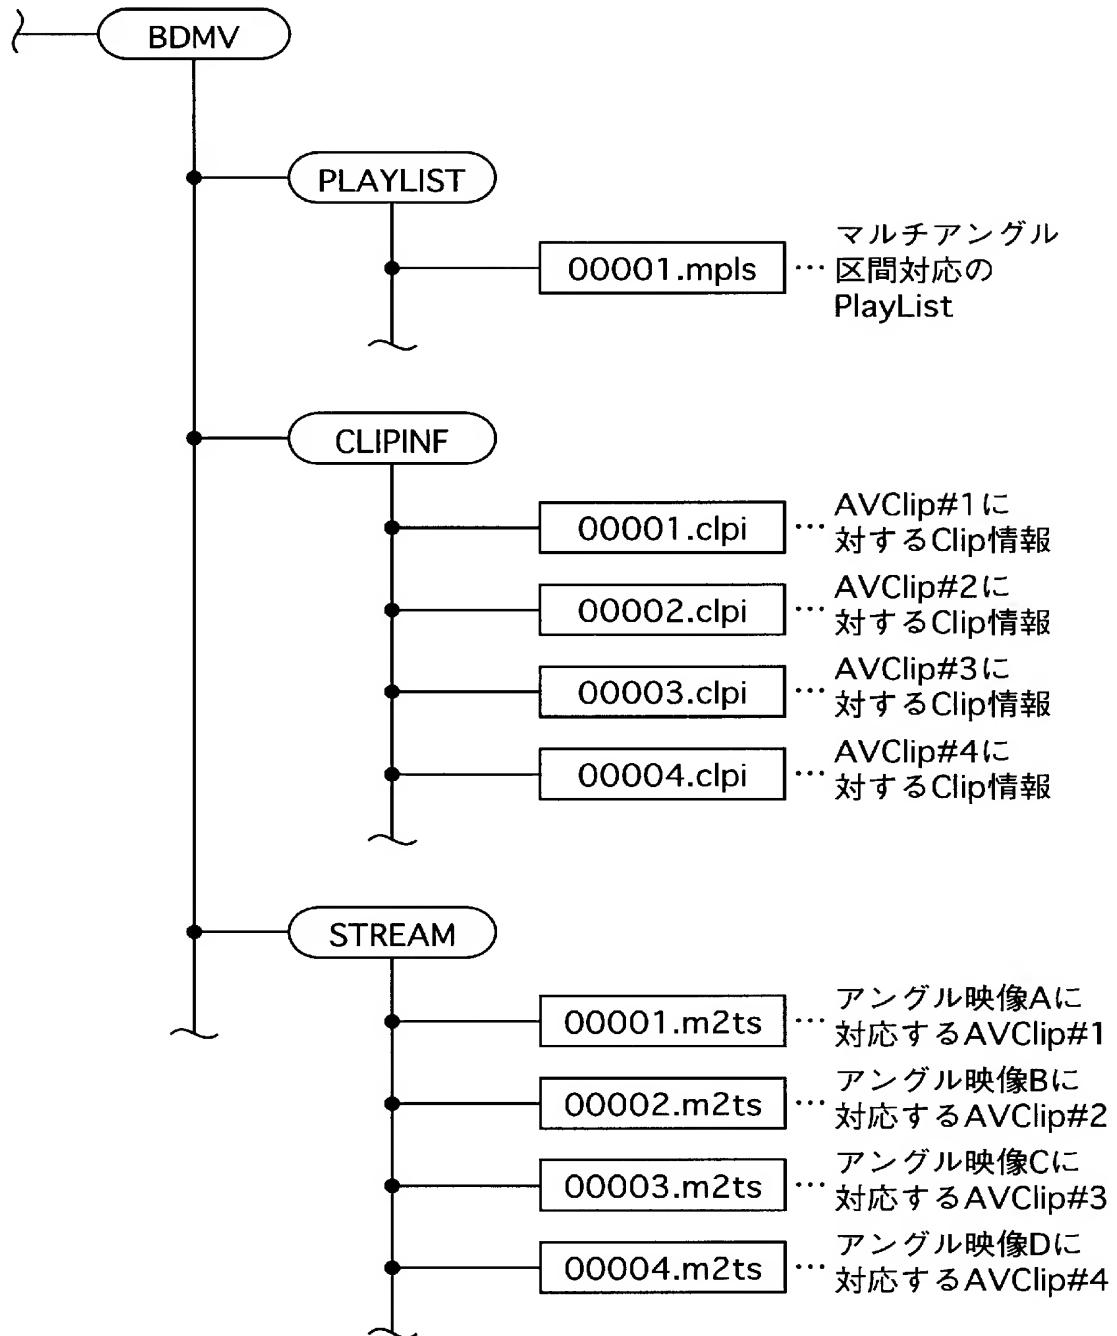 BDMV
PLAYLIST
00001.mpls
… マルチアングル
区間対応の
PlayList
CLIPINF
00001.clpi
… AVClip#1に
対するClip情報
00002.clpi
… AVClip#2に
対するClip情報
00003.clpi
… AVClip#3に
対するClip情報
00004.clpi
… AVClip#4に
対するClip情報
STREAM
00001.m2ts
… アングル映像Aに
対応するAVClip#1
00002.m2ts
… アングル映像Bに
対応するAVClip#2
00003.m2ts
… アングル映像Cに
対応するAVClip#3
00004.m2ts
… アングル映像Dに
対応するAVClip#4